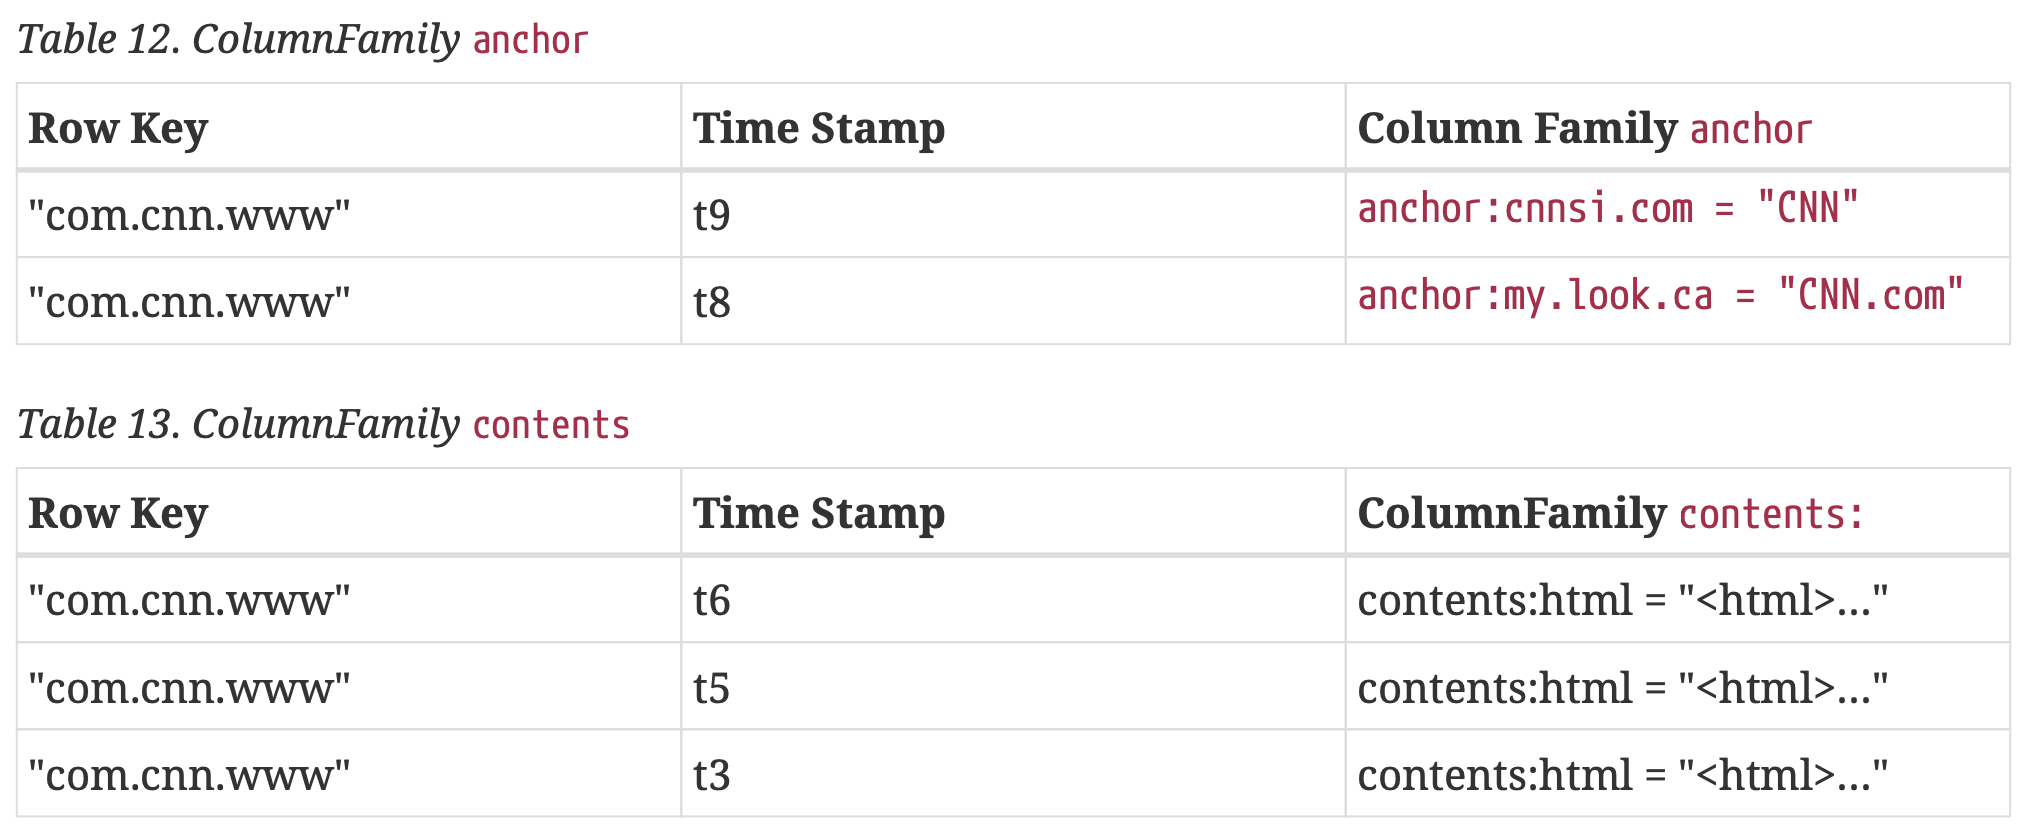 Table 12. ColumnFamily anchor
Row Key Time Stamp Column Family anchor
"com.cnn.www" t9 anchor:cnnsi.com = "CNN"
"com.cnn.www" t8 anchor:my.look.ca = "CNN.com"
Table 13. ColumnFamily contents
Row Key Time Stamp ColumnFamily contents:
"com.cnn.www" t6 contents:html = "<html>…"
"com.cnn.www" t5 contents:html = "<html>…"
"com.cnn.www" t3 contents:html = "<html>…"